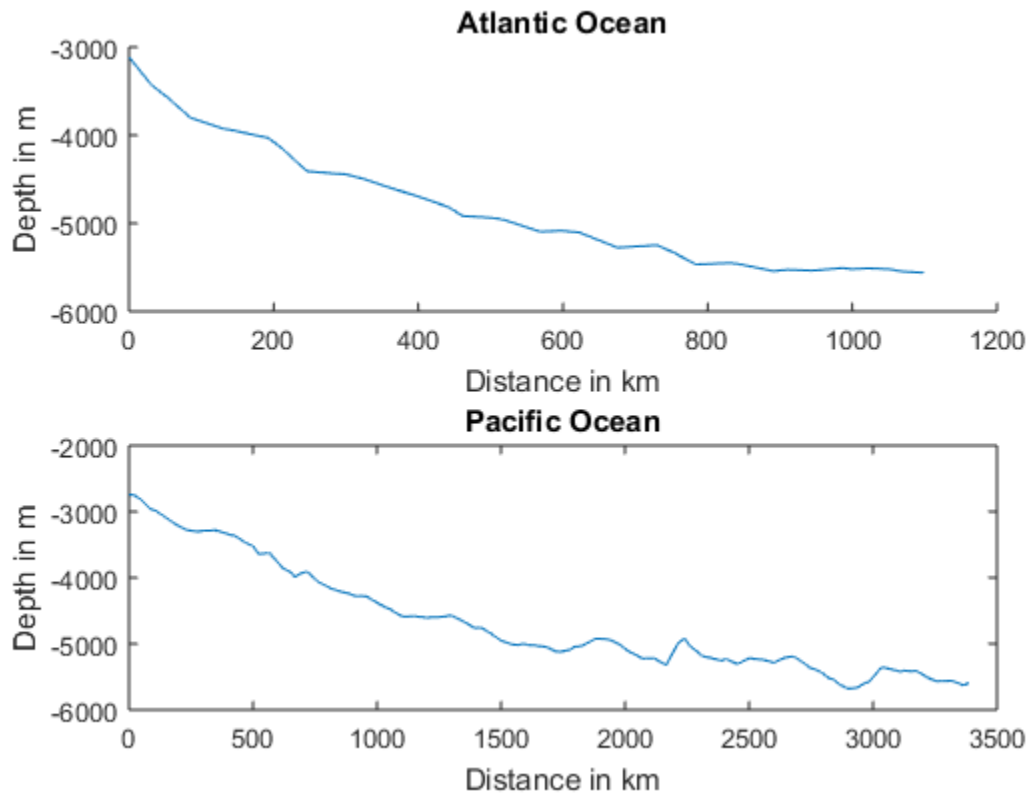 Atlantic Ocean
-3000
-4000
-5000
-6000
Depth in m
0 200 400 600 800 1000 1200
Distance in km
Pacific Ocean
-2000
-3000
-4000
-5000
-6000
Depth in m
0 500 1000 1500 2000 2500 3000 3500
Distance in km